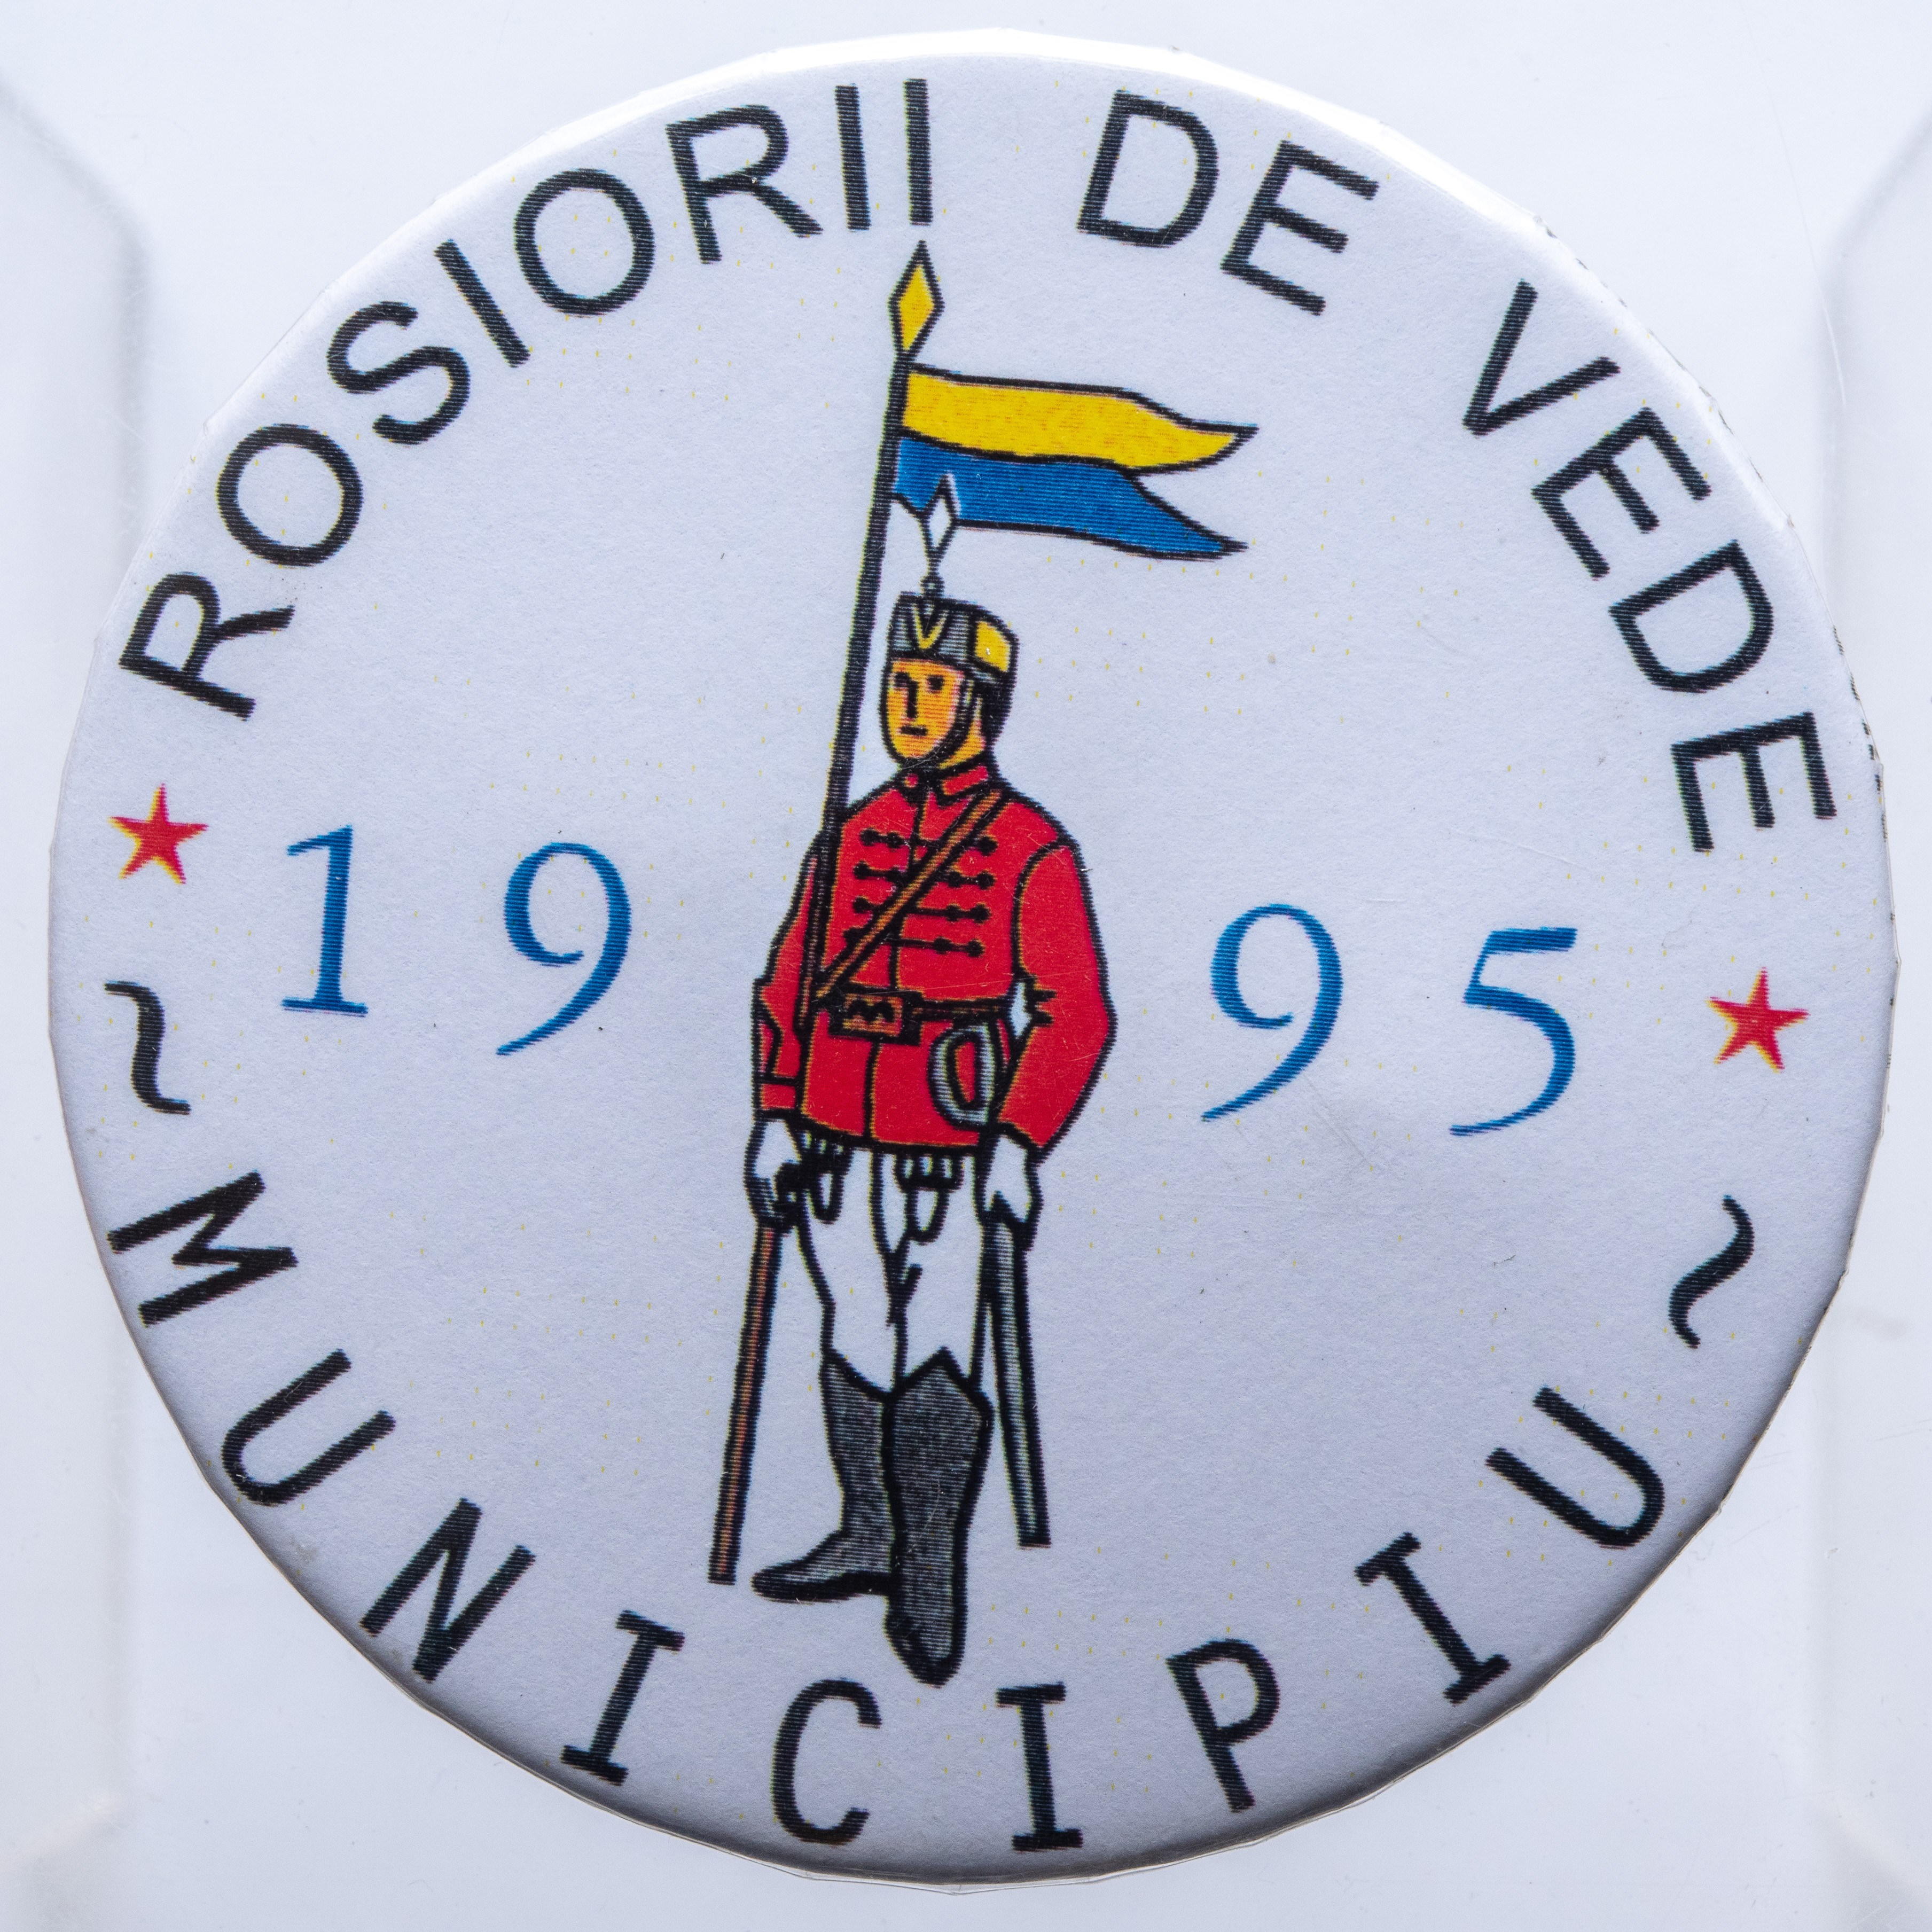 ROSIORII DE VEDE
1995
~ MUNICIPIU ~